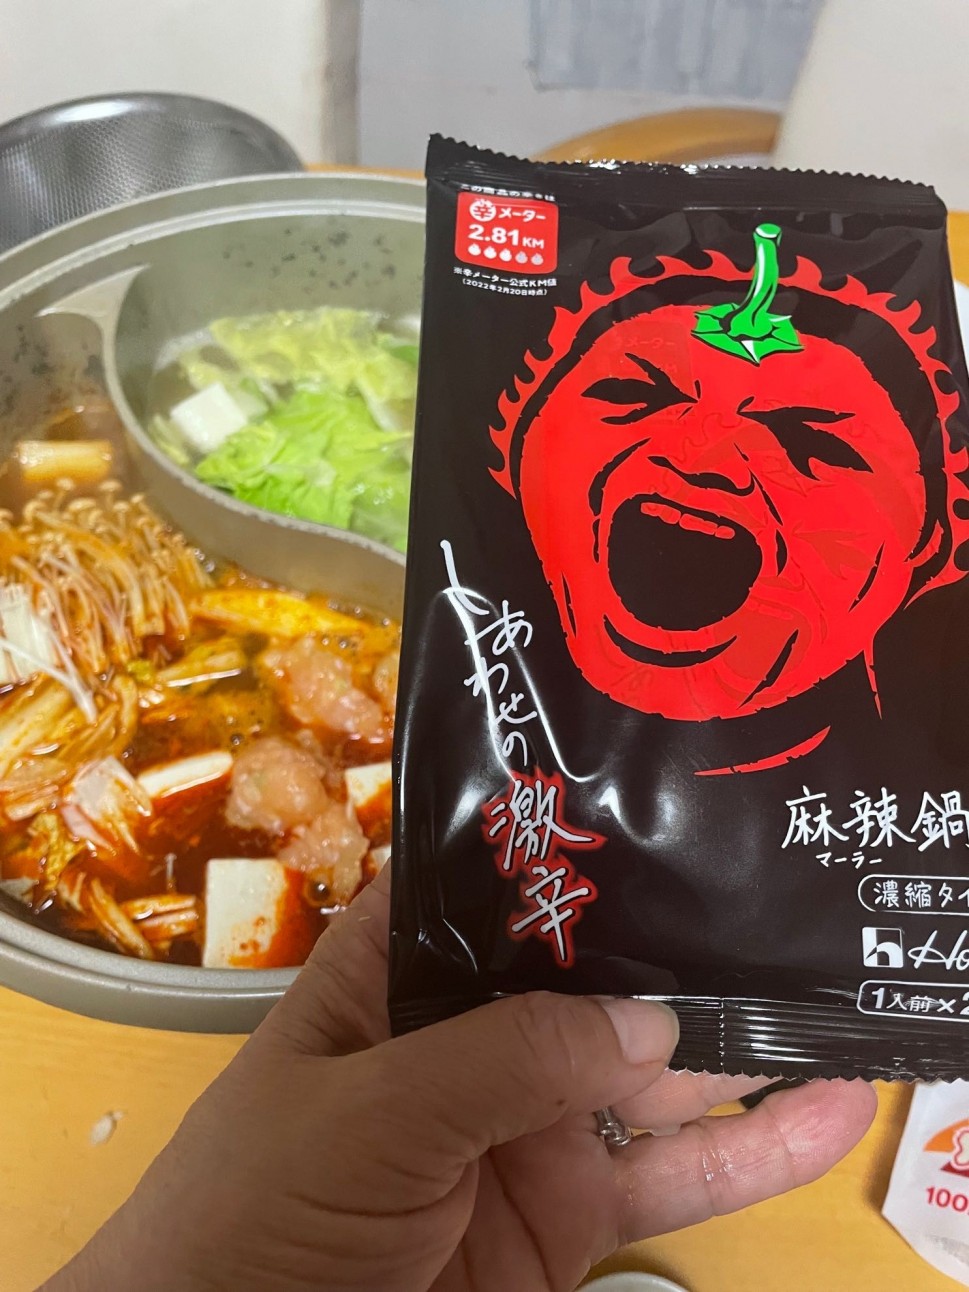 この商品の辛さは
辛メーター
2.81KM
※辛メーター公式KM値
(2022年2月20日時点)
しあわせの
激辛
麻辣鍋
マーラー
濃縮タイ
1人前×2
100